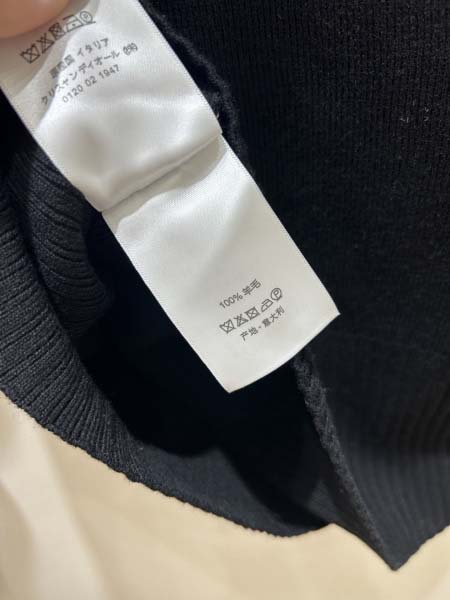 原産国 イタリア
クリスチャン ディオール ㈱
0120 02 1947
100% 羊毛
产地 - 意大利